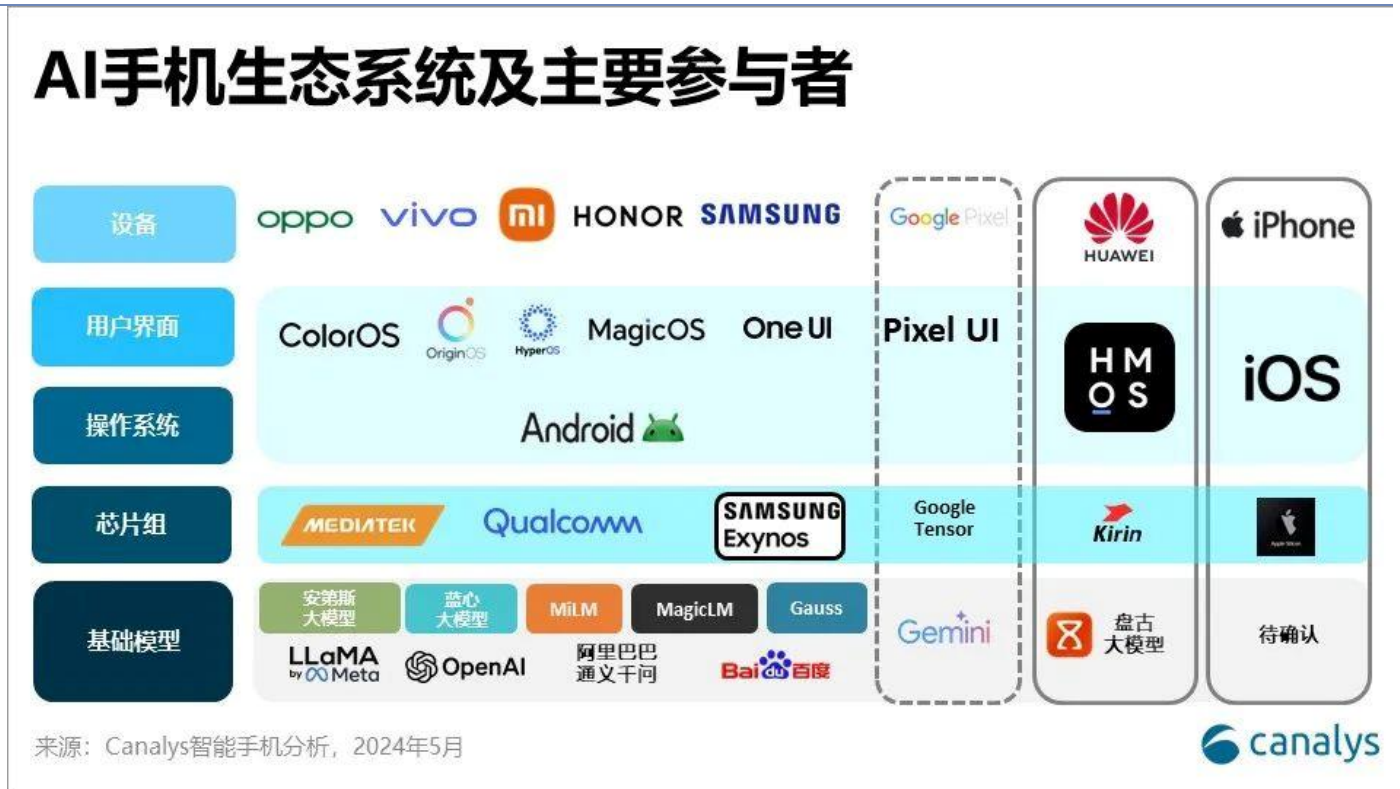 AI手机生态系统及主要参与者
设备
oppo
vivo
mi
HONOR
SAMSUNG
Google Pixel
HUAWEI
iPhone
用户界面
ColorOS
OriginOS
HyperOS
MagicOS
One UI
Pixel UI
HM
OS
iOS
操作系统
Android
芯片组
MEDIATEK
Qualcomm
SAMSUNG
Exynos
Google
Tensor
Kirin
Apple Silicon
基础模型
安第斯
大模型
蓝心
大模型
MiLM
MagicLM
Gauss
LLaMA
by Meta
OpenAI
阿里巴巴
通义千问
Bai du 百度
Gemini
盘古
大模型
待确认
来源：Canalys智能手机分析，2024年5月
canalys